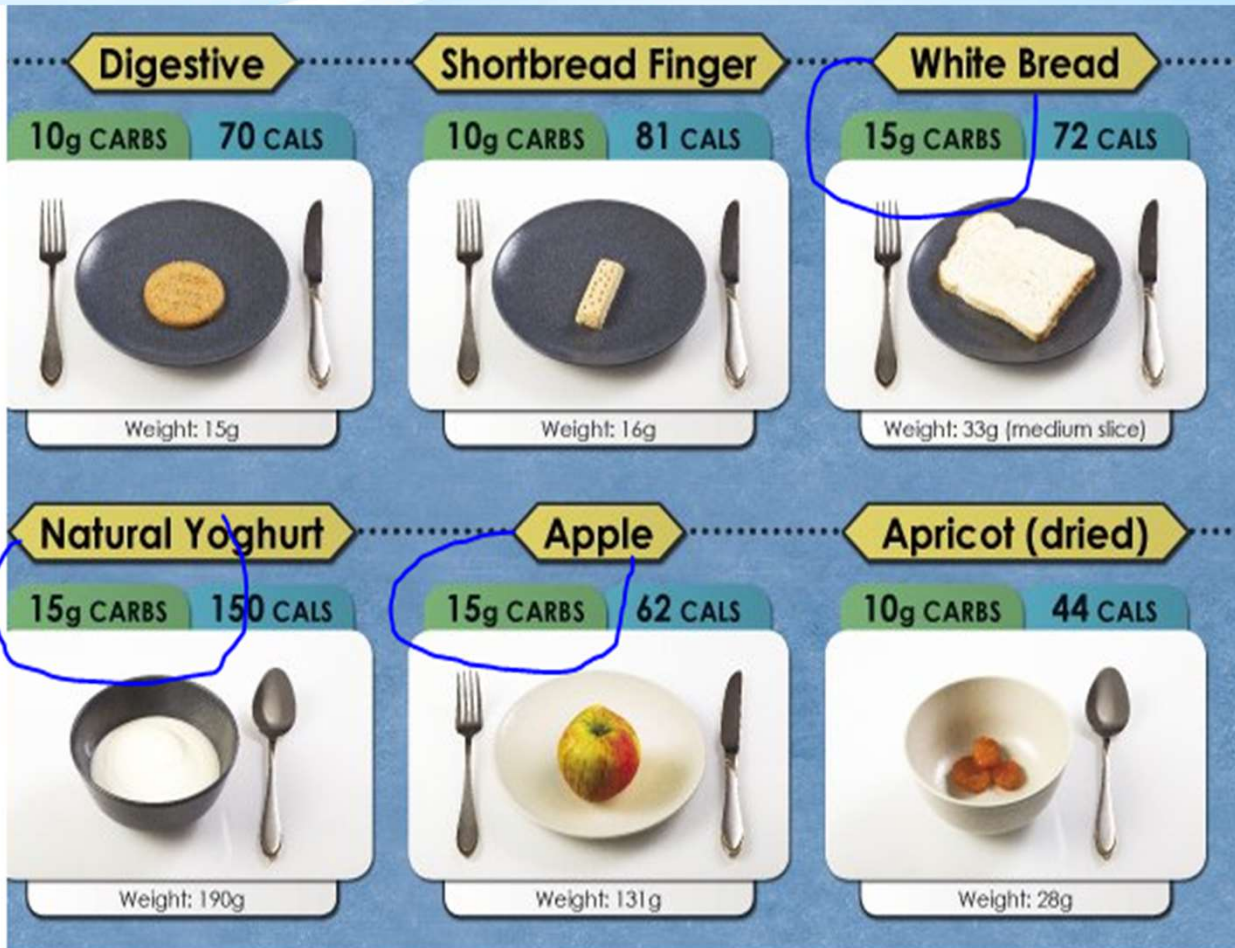 Digestive
10g CARBS 70 CALS
Weight: 15g
Shortbread Finger
10g CARBS 81 CALS
Weight: 16g
White Bread
15g CARBS 72 CALS
Weight: 33g (medium slice)
Natural Yoghurt
15g CARBS 150 CALS
Weight: 190g
Apple
15g CARBS 62 CALS
Weight: 131g
Apricot (dried)
10g CARBS 44 CALS
Weight: 28g